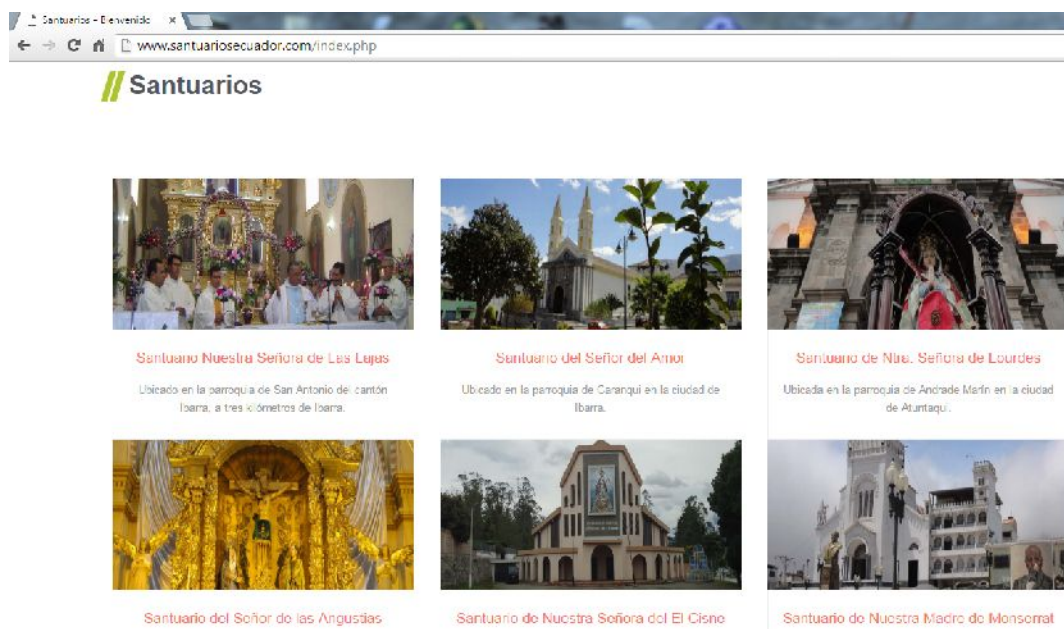 Santuarios - Bienvenido
www.santuariosecuador.com/index.php
Santuarios
Santuario Nuestra Señora de Las Lajas
Ubicado en la parroquia de San Antonio del cantón
Ibarra, a tres kilómetros de Ibarra.
Santuario del Señor del Amor
Ubicado en la parroquia de Caranqui en la ciudad de
Ibarra.
Santuario de Ntra. Señora de Lourdes
Ubicada en la parroquia de Andrade Marín en la ciudad
de Atuntaqui.
Santuario del Señor de las Angustias
Santuario de Nuestra Señora del El Cisne
Santuario de Nuestra Madre de Monserrat